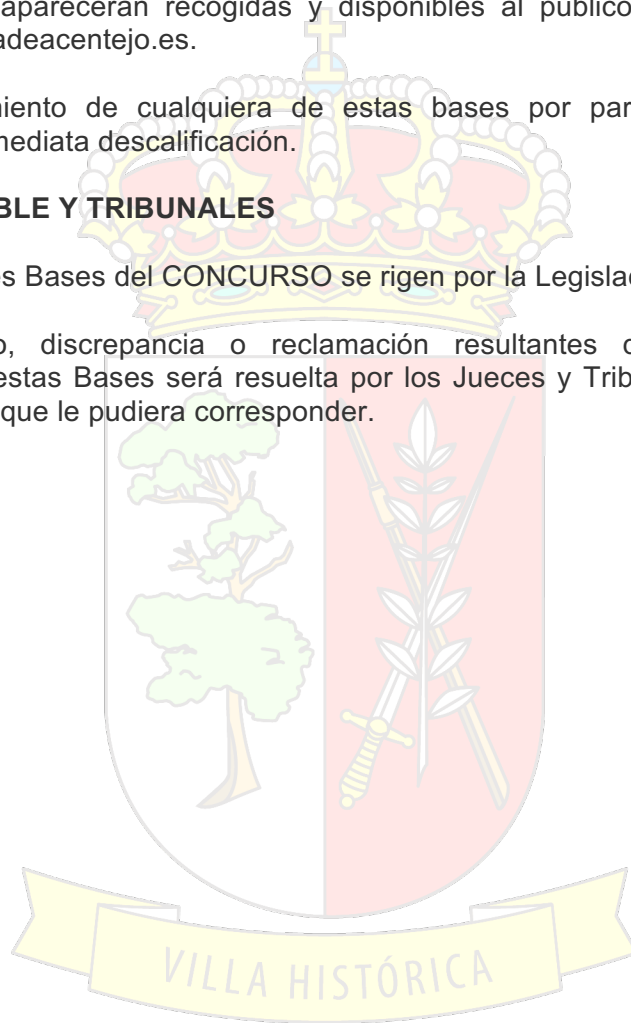 aparecerán recogidas y disponibles al público
adeacentejo.es.
miento de cualquiera de estas bases por par
mediata descalificación.
BLE Y TRIBUNALES
es Bases del CONCURSO se rigen por la Legislac
o, discrepancia o reclamación resultantes
estas Bases será resuelta por los Jueces y Trib
que le pudiera corresponder.
VILLA HISTÓRICA